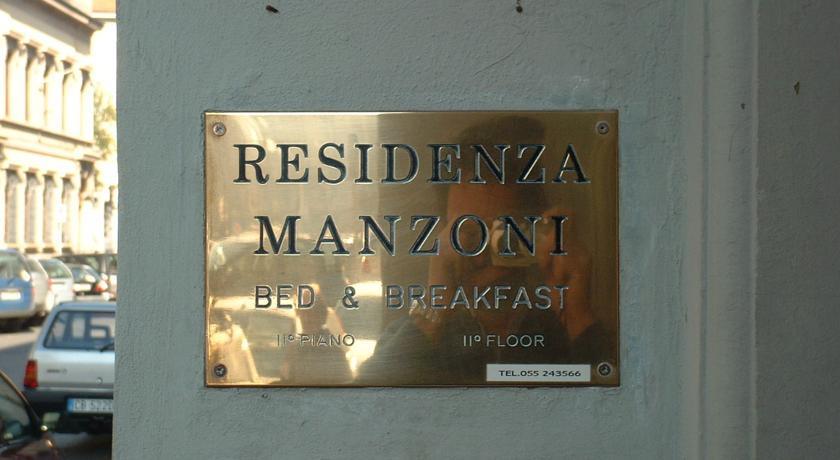 RESIDENZA
MANZONI
BED & BREAKFAST
II° PIANO II° FLOOR
TEL.055 243566